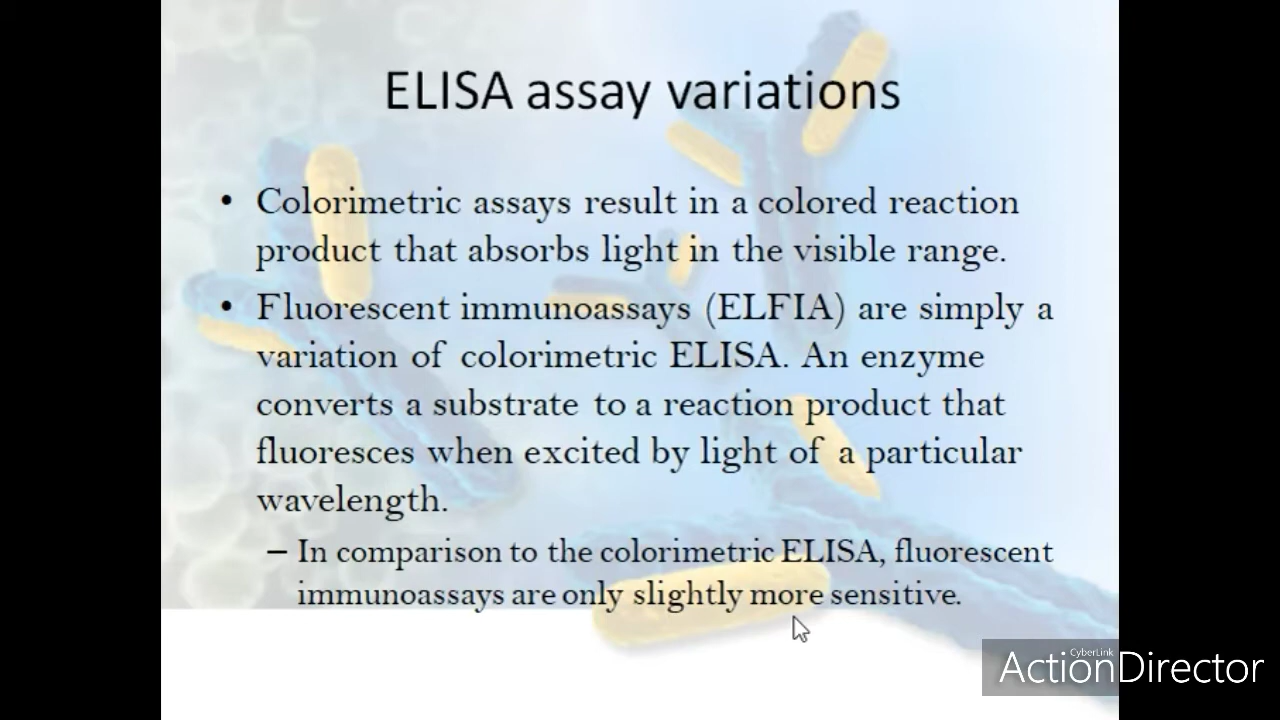 ELISA assay variations
• Colorimetric assays result in a colored reaction
product that absorbs light in the visible range.
• Fluorescent immunoassays (ELFIA) are simply a
variation of colorimetric ELISA. An enzyme
converts a substrate to a reaction product that
fluoresces when excited by light of a particular
wavelength.
– In comparison to the colorimetric ELISA, fluorescent
immunoassays are only slightly more sensitive.
CyberLink
ActionDirector